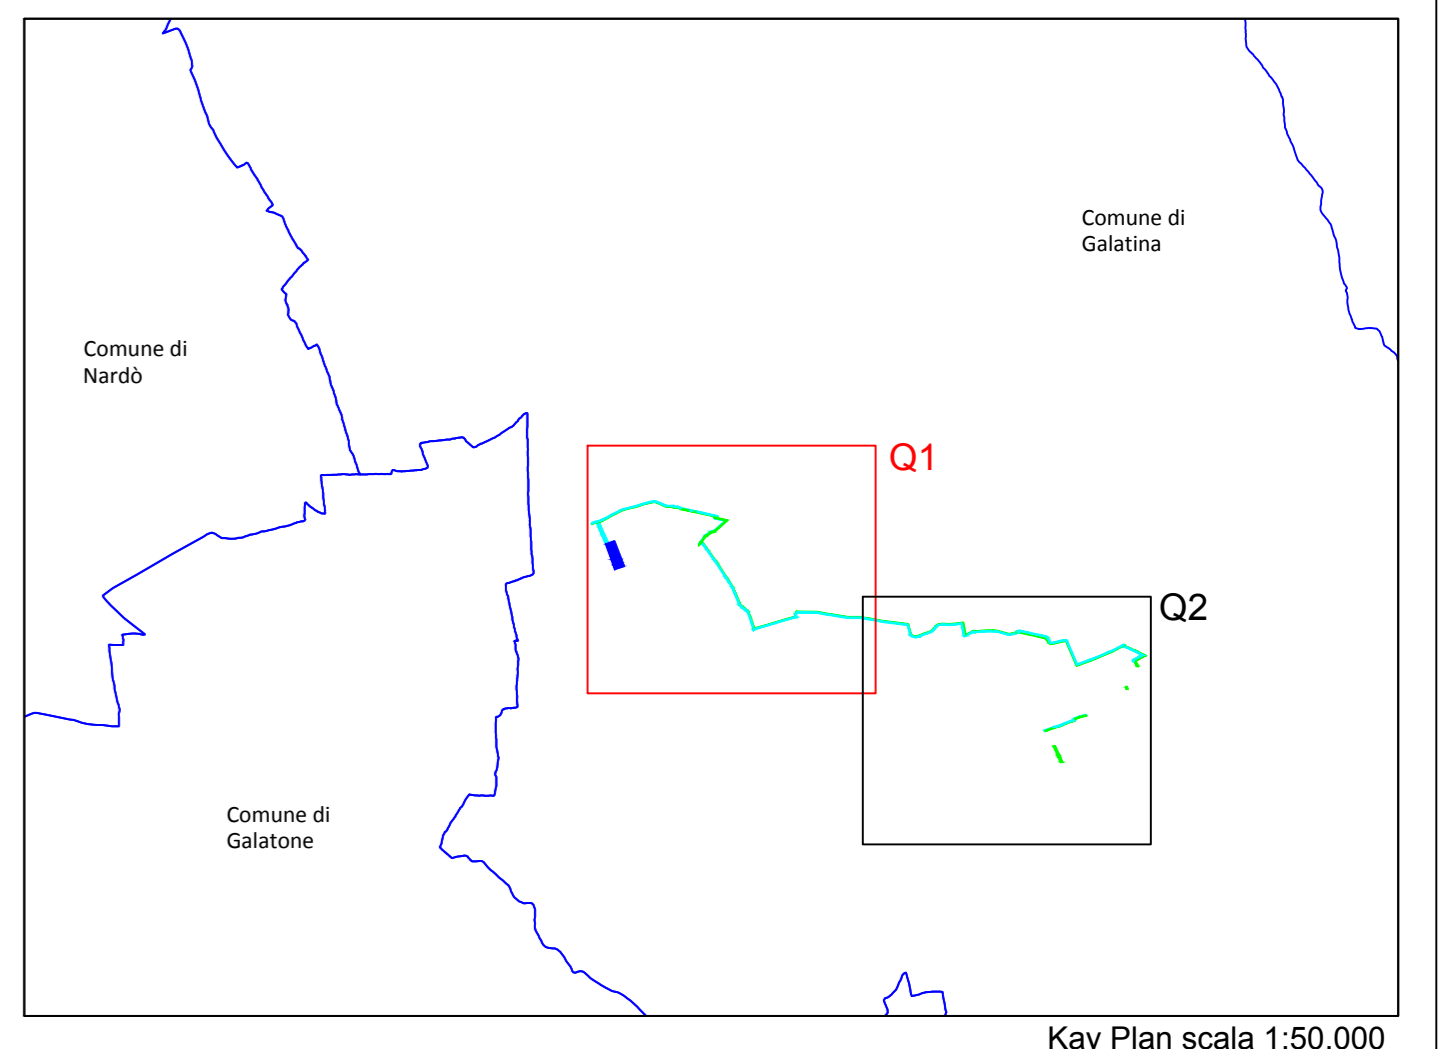 Comune di
Galatina
Comune di
Nardò
Q1
Q2
Comune di
Galatone
Kay Plan scala 1:50.000